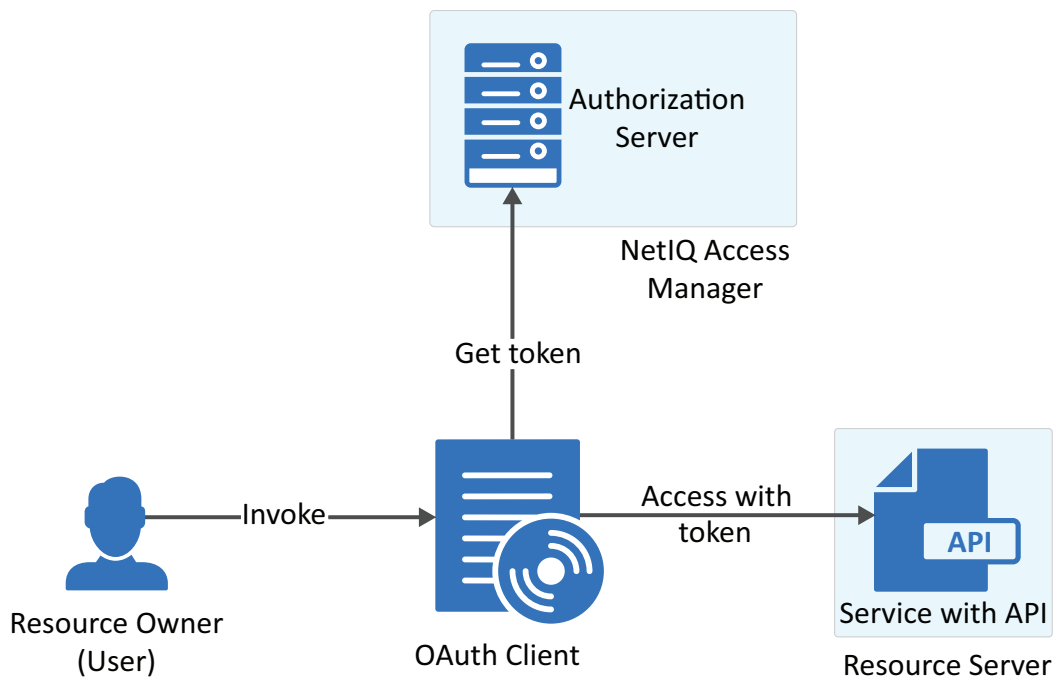 Authorization
Server
NetIQ Access
Manager
Get token
Invoke
Access with
token
API
Service with API
Resource Owner
(User)
OAuth Client
Resource Server